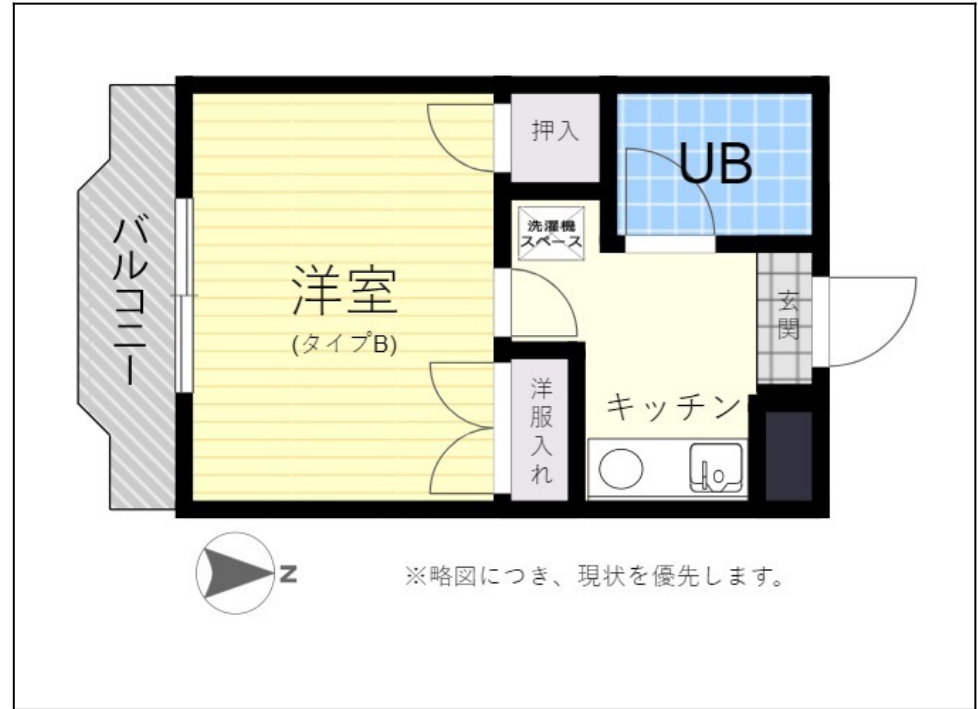 押入
UB
洗濯機
スペース
バルコニー
洋室
(タイプB)
玄関
洋服入れ
キッチン
N
※略図につき、現状を優先します。